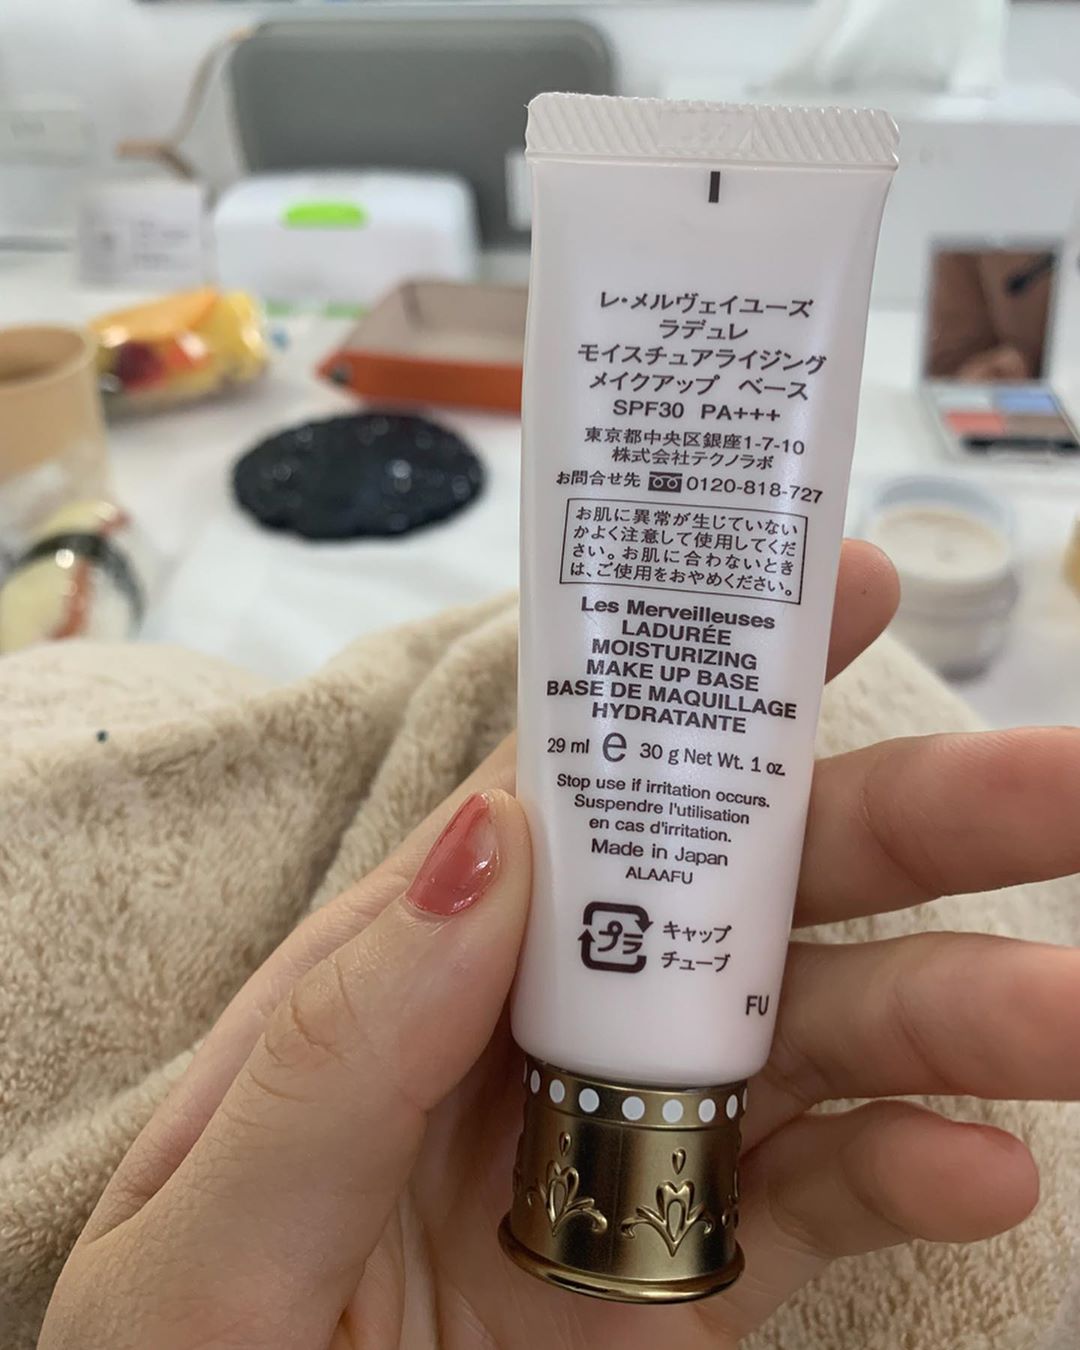 レ・メルヴェイユーズ
ラデュレ
モイスチュアライジング
メイクアップ ベース
SPF30 PA+++
東京都中央区銀座1-7-10
株式会社テクノラボ
お問合せ先 0120-818-727
お肌に異常が生じていない
かよく注意して使用してくだ
さい。お肌に合わないとき
は、ご使用をおやめください。
Les Merveilleuses
LADURÉE
MOISTURIZING
MAKE UP BASE
BASE DE MAQUILLAGE
HYDRATANTE
29 ml e 30 g Net Wt. 1 oz.
Stop use if irritation occurs.
Suspendre l'utilisation
en cas d'irritation.
Made in Japan
ALAAFU
プラ
キャップ
チューブ
FU